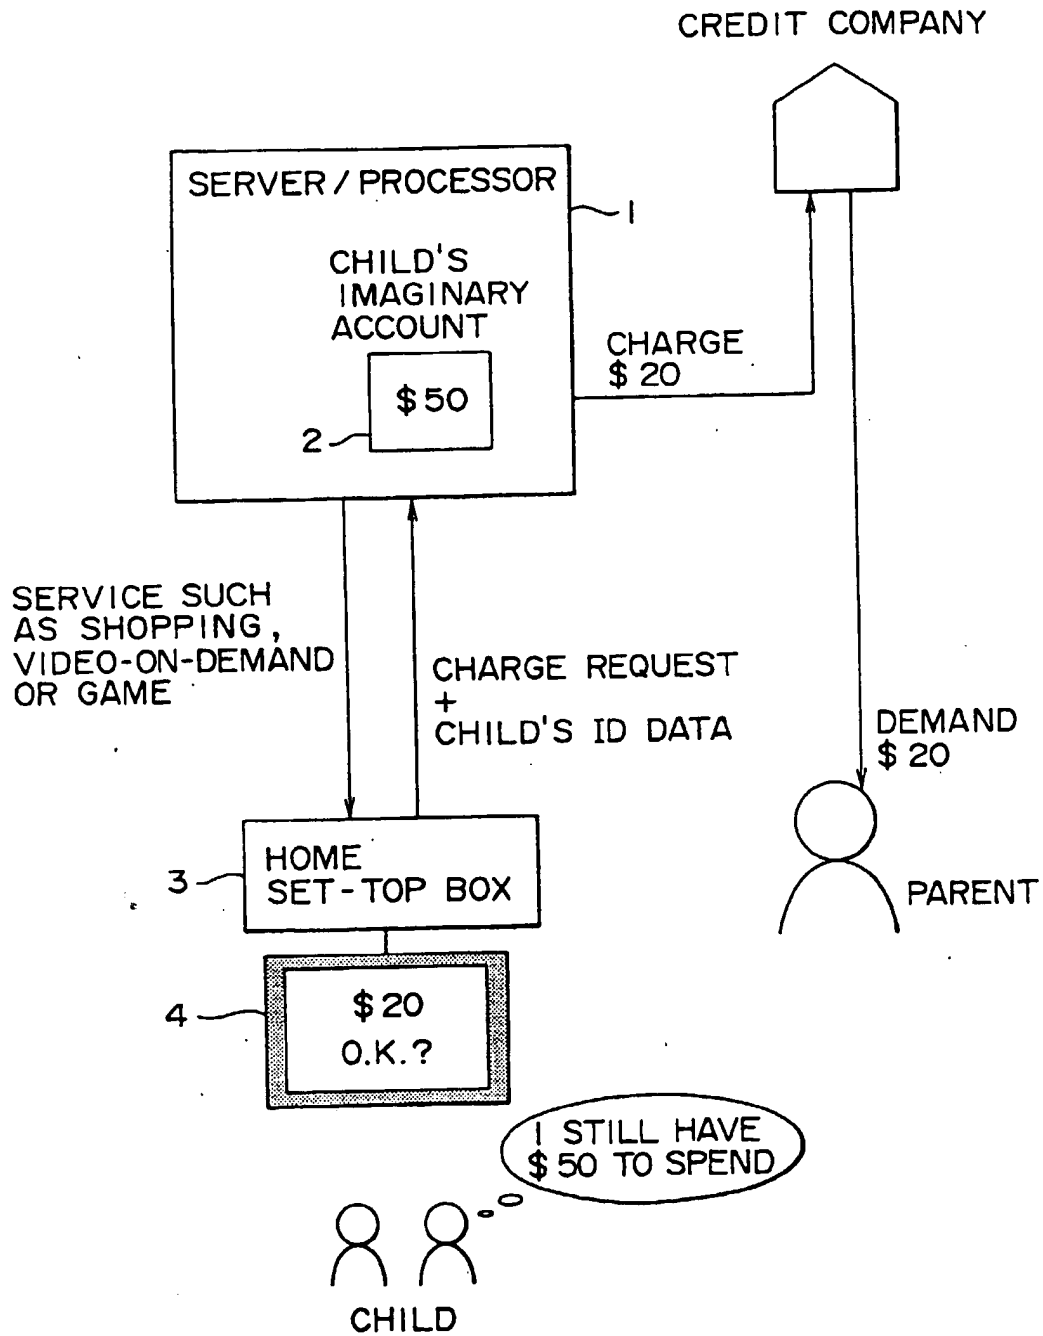 CREDIT COMPANY
SERVER / PROCESSOR
1
CHILD'S
IMAGINARY
ACCOUNT
$ 50
2
CHARGE
$ 20
SERVICE SUCH
AS SHOPPING,
VIDEO-ON-DEMAND
OR GAME
CHARGE REQUEST
+
CHILD'S ID DATA
DEMAND
$ 20
PARENT
HOME
SET-TOP BOX
3
$ 20
O.K.?
4
I STILL HAVE
$ 50 TO SPEND
CHILD